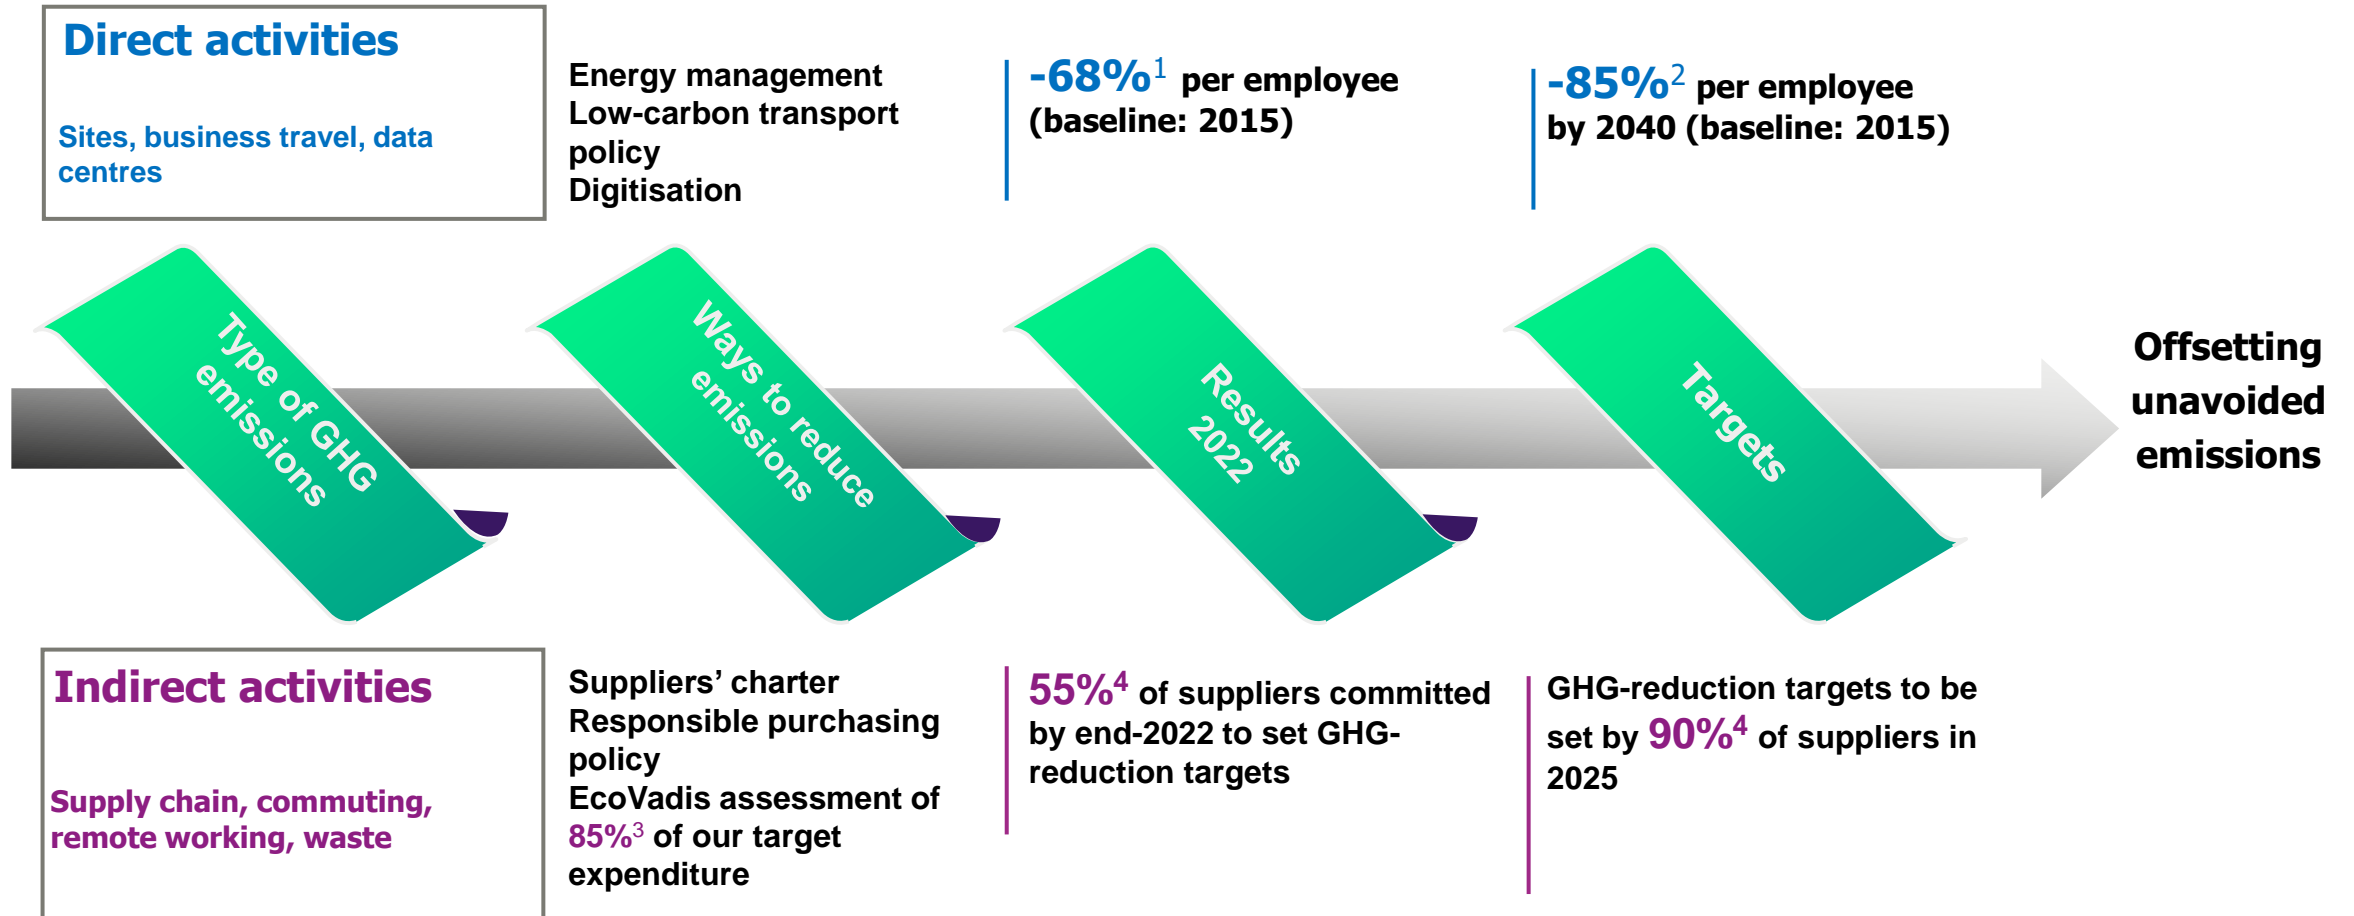 Direct activities
Sites, business travel, data
centres
Energy management
Low-carbon transport
policy
Digitisation
-68%1 per employee
(baseline: 2015)
-85%2 per employee
by 2040 (baseline: 2015)
Type of GHG
emissions
Ways to reduce
emissions
Results
2022
Targets
Offsetting
unavoided
emissions
Indirect activities
Supply chain, commuting,
remote working, waste
Suppliers’ charter
Responsible purchasing
policy
EcoVadis assessment of
85%3 of our target
expenditure
55%4 of suppliers committed
by end-2022 to set GHG-
reduction targets
GHG-reduction targets to be
set by 90%4 of suppliers in
2025